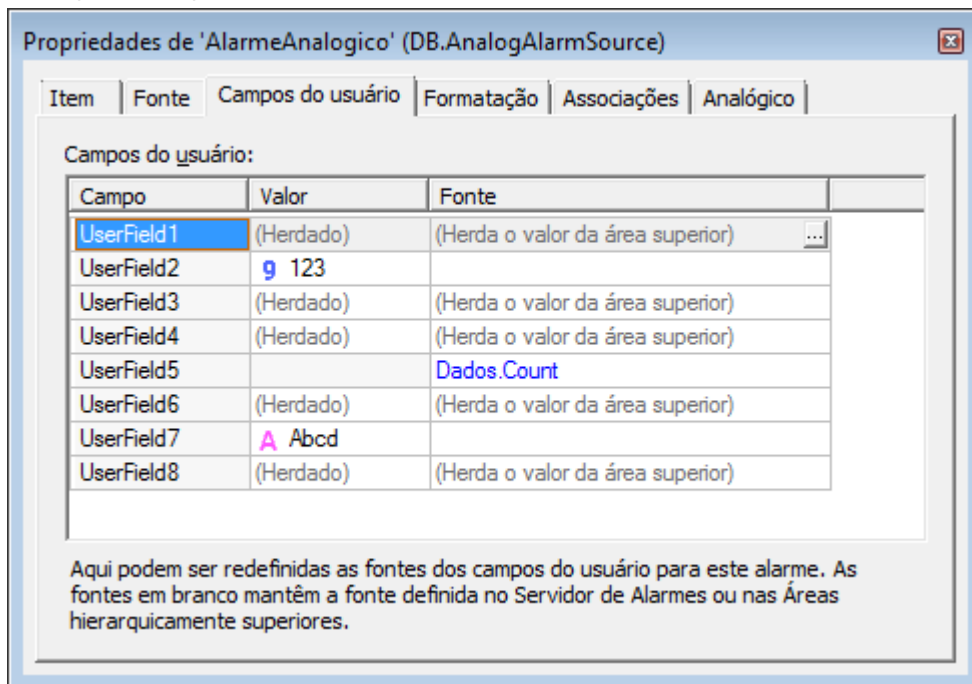 Propriedades de 'AlarmeAnalogico' (DB.AnalogAlarmSource)
Item Fonte Campos do usuário Formatação Associações Analógico
Campos do usuário:
Campo Valor Fonte
UserField1 (Herdado) (Herda o valor da área superior) ...
UserField2 9 123
UserField3 (Herdado) (Herda o valor da área superior)
UserField4 (Herdado) (Herda o valor da área superior)
UserField5 Dados.Count
UserField6 (Herdado) (Herda o valor da área superior)
UserField7 A Abcd
UserField8 (Herdado) (Herda o valor da área superior)
Aqui podem ser redefinidas as fontes dos campos do usuário para este alarme. As
fontes em branco mantêm a fonte definida no Servidor de Alarmes ou nas Áreas
hierarquicamente superiores.